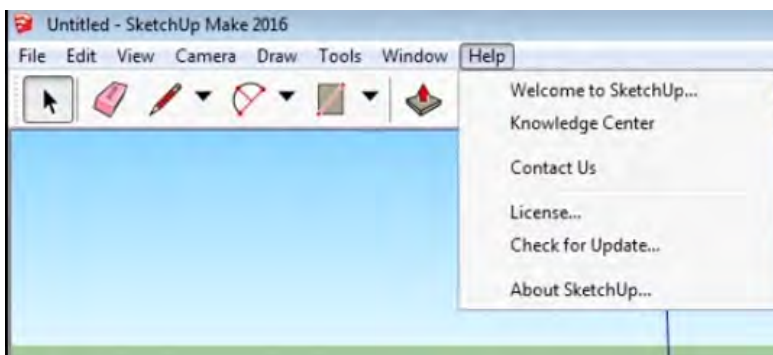 Untitled - SketchUp Make 2016
File Edit View Camera Draw Tools Window Help
Welcome to SketchUp...
Knowledge Center
Contact Us
License...
Check for Update...
About SketchUp...